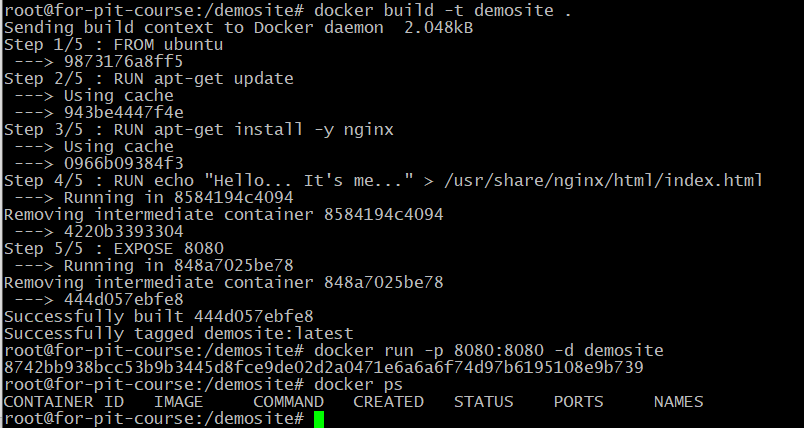 root@for-pit-course:/demosite# docker build -t demosite .
Sending build context to Docker daemon  2.048kB
Step 1/5 : FROM ubuntu
 ---> 9873176a8ff5
Step 2/5 : RUN apt-get update
 ---> Using cache
 ---> 943be4447f4e
Step 3/5 : RUN apt-get install -y nginx
 ---> Using cache
 ---> 0966b09384f3
Step 4/5 : RUN echo "Hello... It's me..." > /usr/share/nginx/html/index.html
 ---> Running in 8584194c4094
Removing intermediate container 8584194c4094
 ---> 4220b3393304
Step 5/5 : EXPOSE 8080
 ---> Running in 848a7025be78
Removing intermediate container 848a7025be78
 ---> 444d057ebfe8
Successfully built 444d057ebfe8
Successfully tagged demosite:latest
root@for-pit-course:/demosite# docker run -p 8080:8080 -d demosite
8742bb938bcc53b9b3445d8fce9de02d2a0471e6a6a6f74d97b6195108e9b739
root@for-pit-course:/demosite# docker ps
CONTAINER ID   IMAGE     COMMAND   CREATED   STATUS    PORTS     NAMES
root@for-pit-course:/demosite#